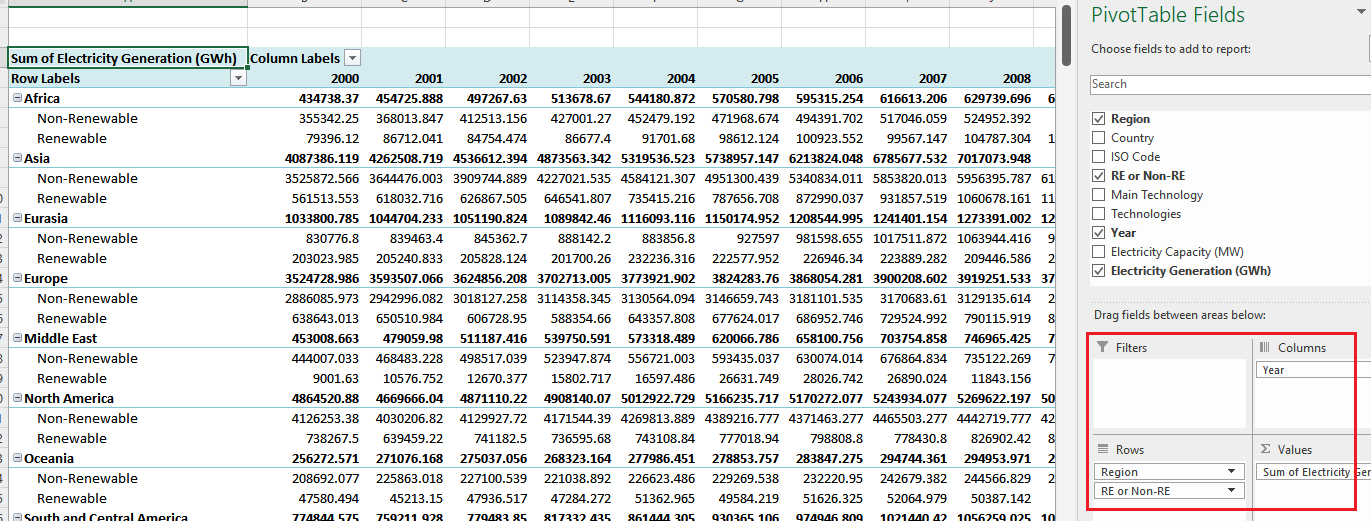 PivotTable Fields
Choose fields to add to report:
Search
Region
Country
ISO Code
RE or Non-RE
Main Technology
Technologies
Year
Electricity Capacity (MW)
Electricity Generation (GWh)
Drag fields between areas below:
Filters
Columns
Year
Rows
Values
Region
Sum of Electricity Ger
RE or Non-RE
Sum of Electricity Generation (GWh) Column Labels
Row Labels 2000 2001 2002 2003 2004 2005 2006 2007 2008
Africa 434738.37 454725.888 497267.63 513678.67 544180.872 570580.798 595315.254 616613.206 629739.696 6
Non-Renewable 355342.25 368013.847 412513.156 427001.27 452479.192 471968.674 494391.702 517046.059 524952.392
Renewable 79396.12 86712.041 84754.474 86677.4 91701.68 98612.124 100923.552 99567.147 104787.304 1
Asia 4087386.119 4262508.719 4536612.394 4873563.342 5319536.523 5738957.147 6213824.048 6785677.532 7017073.948
Non-Renewable 3525872.566 3644476.003 3909744.889 4227021.535 4584121.307 4951300.439 5340834.011 5853820.013 5956395.787 61
Renewable 561513.553 618032.716 626867.505 646541.807 735415.216 787656.708 872990.037 931857.519 1060678.161 11
Eurasia 1033800.785 1044704.233 1051190.824 1089842.46 1116093.116 1150174.952 1208544.995 1241401.154 1273391.002 12
Non-Renewable 830776.8 839463.4 845362.7 888142.2 883856.8 927597 981598.655 1017511.872 1063944.416 9
Renewable 203023.985 205240.833 205828.124 201700.26 232236.316 222577.952 226946.34 223889.282 209446.586 2
Europe 3524728.986 3593507.066 3624856.208 3702713.005 3773921.902 3824283.76 3868054.281 3900208.602 3919251.533 37
Non-Renewable 2886085.973 2942996.082 3018127.258 3114358.345 3130564.094 3146659.743 3181101.535 3170683.61 3129135.614 2
Renewable 638643.013 650510.984 606728.95 588354.66 643357.808 677624.017 686952.746 729524.992 790115.919 8
Middle East 453008.663 479059.98 511187.416 539750.591 573318.489 620066.786 658100.756 703754.858 746965.425 7
Non-Renewable 444007.033 468483.228 498517.039 523947.874 556721.003 593435.037 630074.014 676864.834 735122.269 7
Renewable 9001.63 10576.752 12670.377 15802.717 16597.486 26631.749 28026.742 26890.024 11843.156
North America 4864520.88 4669666.04 4871110.22 4908140.07 5012922.729 5166235.717 5170272.077 5243934.077 5269622.197 50
Non-Renewable 4126253.38 4030206.82 4129927.72 4171544.39 4269813.889 4389216.777 4371463.277 4465503.277 4442719.777 42
Renewable 738267.5 639459.22 741182.5 736595.68 743108.84 777018.94 798808.8 778430.8 826902.42 8
Oceania 256272.571 271076.168 275037.056 268323.164 277986.451 278853.757 283847.275 294744.361 294953.971 2
Non-Renewable 208692.077 225863.018 227100.539 221038.892 226623.486 229269.538 232220.95 242679.382 244566.829 2
Renewable 47580.494 45213.15 47936.517 47284.272 51362.965 49584.219 51626.325 52064.979 50387.142
South and Central America 774844.575 759211.928 779483.85 817332.435 861444.305 930365.106 974946.809 1021440.42 1056259.025 10